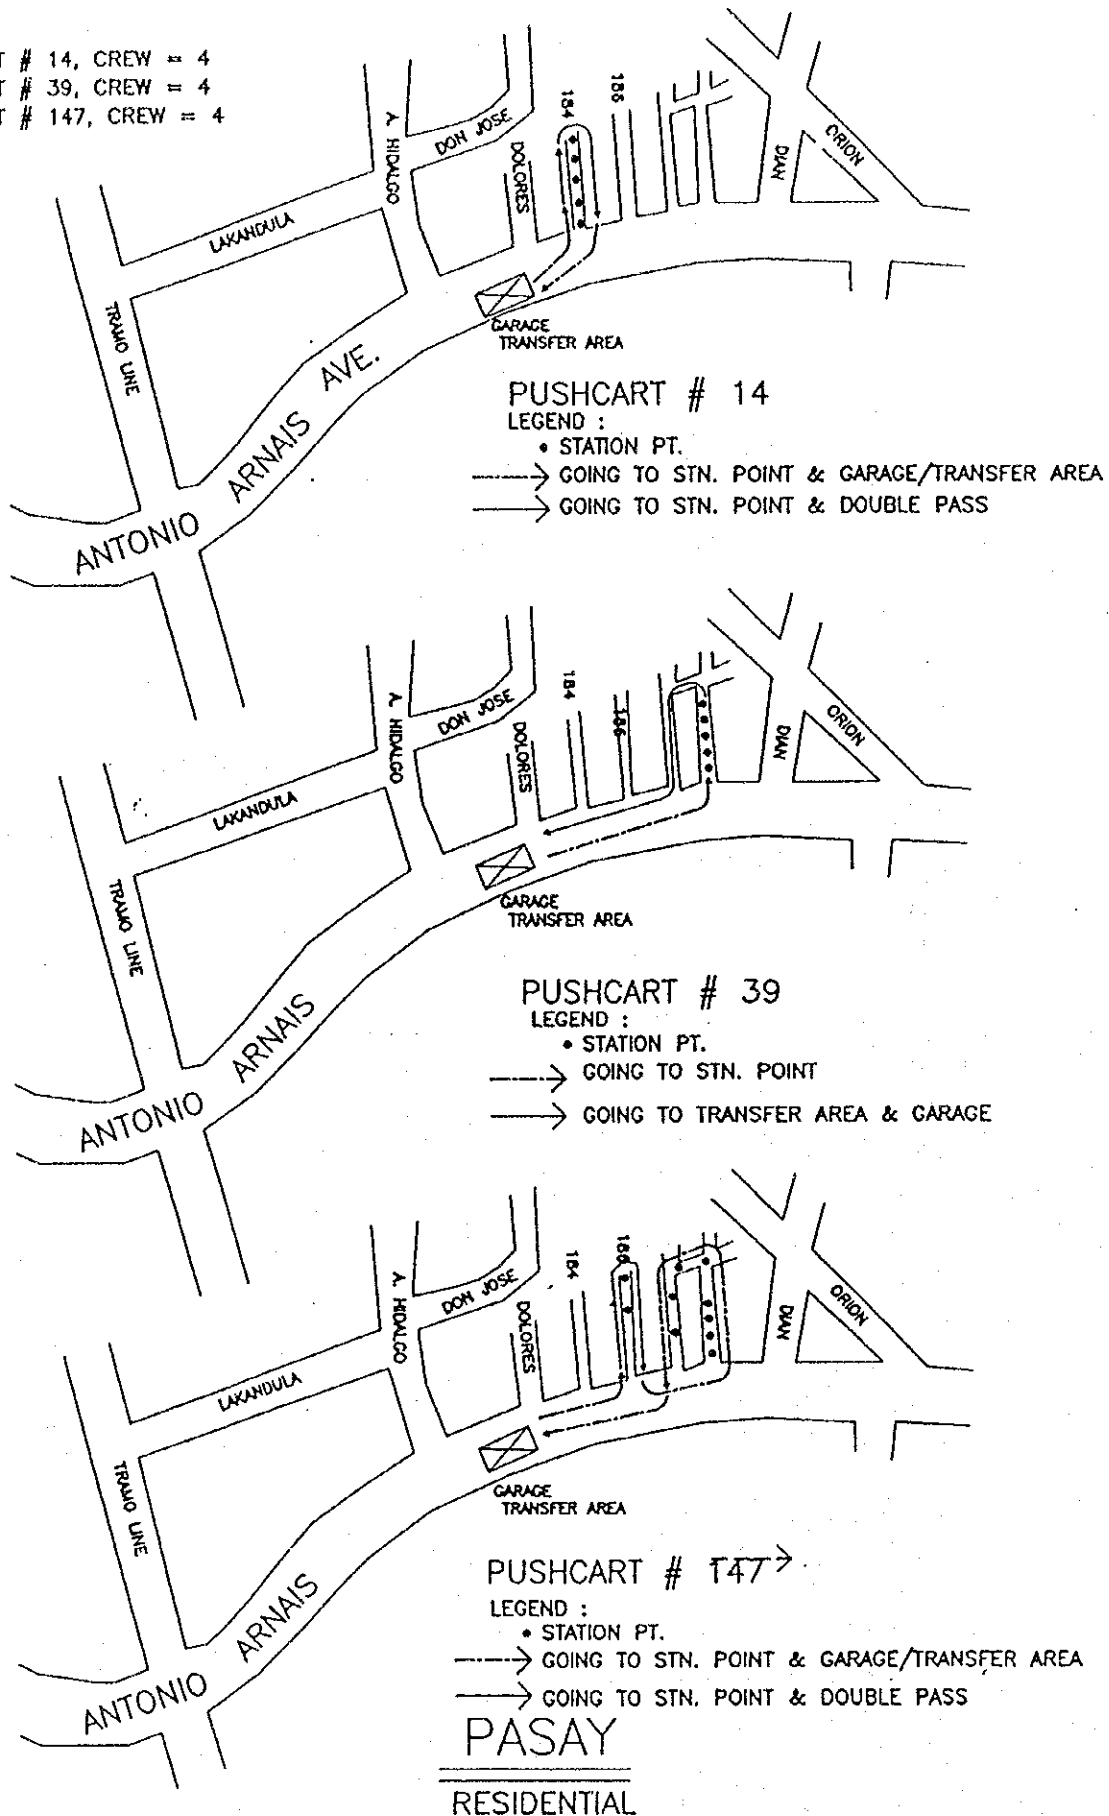 T # 14, CREW = 4
T # 39, CREW = 4
T # 147, CREW = 4
A. HIDALGO
DON JOSE
DOLORES
184
186
DIAN
ORION
LAKANDULA
TRAMO LINE
ANTONIO ARNAIS AVE.
GARAGE
TRANSFER AREA
PUSHCART # 14
LEGEND :
• STATION PT.
GOING TO STN. POINT & GARAGE/TRANSFER AREA
GOING TO STN. POINT & DOUBLE PASS
A. HIDALGO
DON JOSE
DOLORES
184
186
DIAN
ORION
LAKANDULA
TRAMO LINE
ANTONIO ARNAIS
GARAGE
TRANSFER AREA
PUSHCART # 39
LEGEND :
• STATION PT.
GOING TO STN. POINT
GOING TO TRANSFER AREA & GARAGE
A. HIDALGO
DON JOSE
DOLORES
184
186
DIAN
ORION
LAKANDULA
TRAMO LINE
ANTONIO ARNAIS
GARAGE
TRANSFER AREA
PUSHCART # 147
LEGEND :
• STATION PT.
GOING TO STN. POINT & GARAGE/TRANSFER AREA
GOING TO STN. POINT & DOUBLE PASS
PASAY
RESIDENTIAL